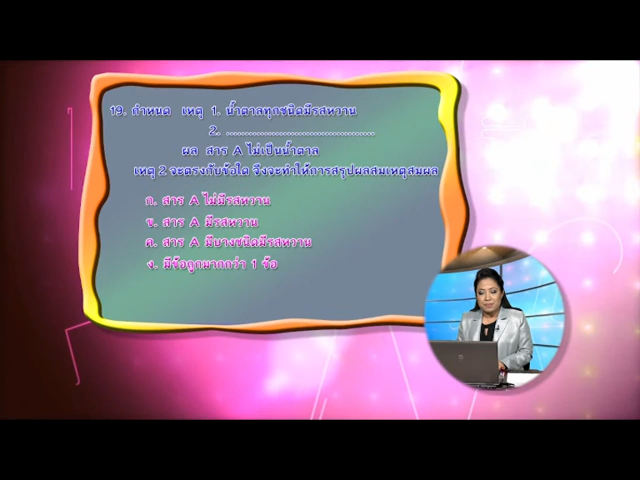 19. กำหนด เหตุ 1. น้ำตาลทุกชนิดมีรสหวาน
2. ......................................
ผล สาร A ไม่เป็นน้ำตาล
เหตุ 2 จะตรงกับข้อใด จึงจะทำให้การสรุปผลสมเหตุสมผล
ก. สาร A ไม่มีรสหวาน
ข. สาร A มีรสหวาน
ค. สาร A มีบางชนิดมีรสหวาน
ง. มีข้อถูกมากกว่า 1 ข้อ